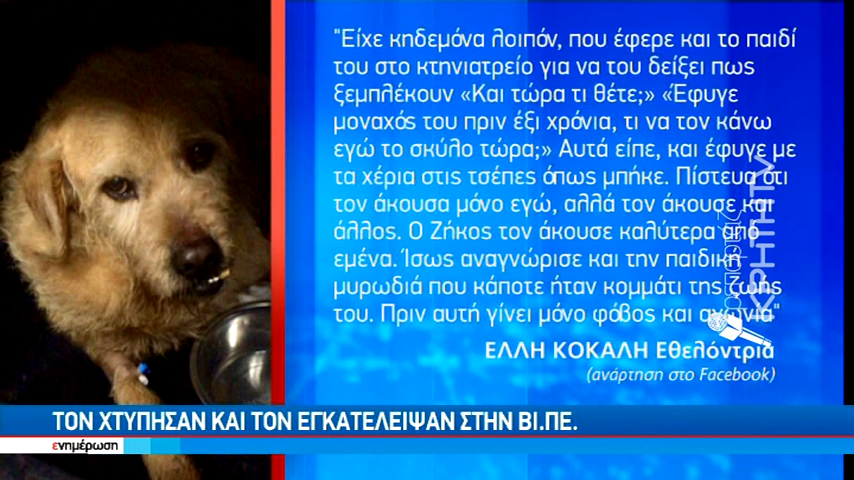 "Είχε κηδεμόνα λοιπόν, που έφερε και το παιδί
του στο κτηνιατρείο για να του δείξει πως
ξεμπλέκουν «Και τώρα τι θέτε;» «Έφυγε
μοναχός του πριν έξι χρόνια, τι να τον κάνω
εγώ το σκύλο τώρα;» Αυτά είπε, και έφυγε με
τα χέρια στις τσέπες όπως μπήκε. Πίστευα ότι
τον άκουσα μόνο εγώ, αλλά τον άκουσε και
άλλος. Ο Ζήκος τον άκουσε καλύτερα από
εμένα. Ίσως αναγνώρισε και την παιδική
μυρωδιά που κάποτε ήταν κομμάτι της ζωής
του. Πριν αυτή γίνει μόνο φόβος και αγωνία"
ΕΛΛΗ ΚΟΚΑΛΗ Εθελόντρια
(ανάρτηση στο Facebook)
ΚΡΗΤΗ TV
ΤΟΝ ΧΤΥΠΗΣΑΝ ΚΑΙ ΤΟΝ ΕΓΚΑΤΕΛΕΙΨΑΝ ΣΤΗΝ ΒΙ.ΠΕ.
ενημέρωση